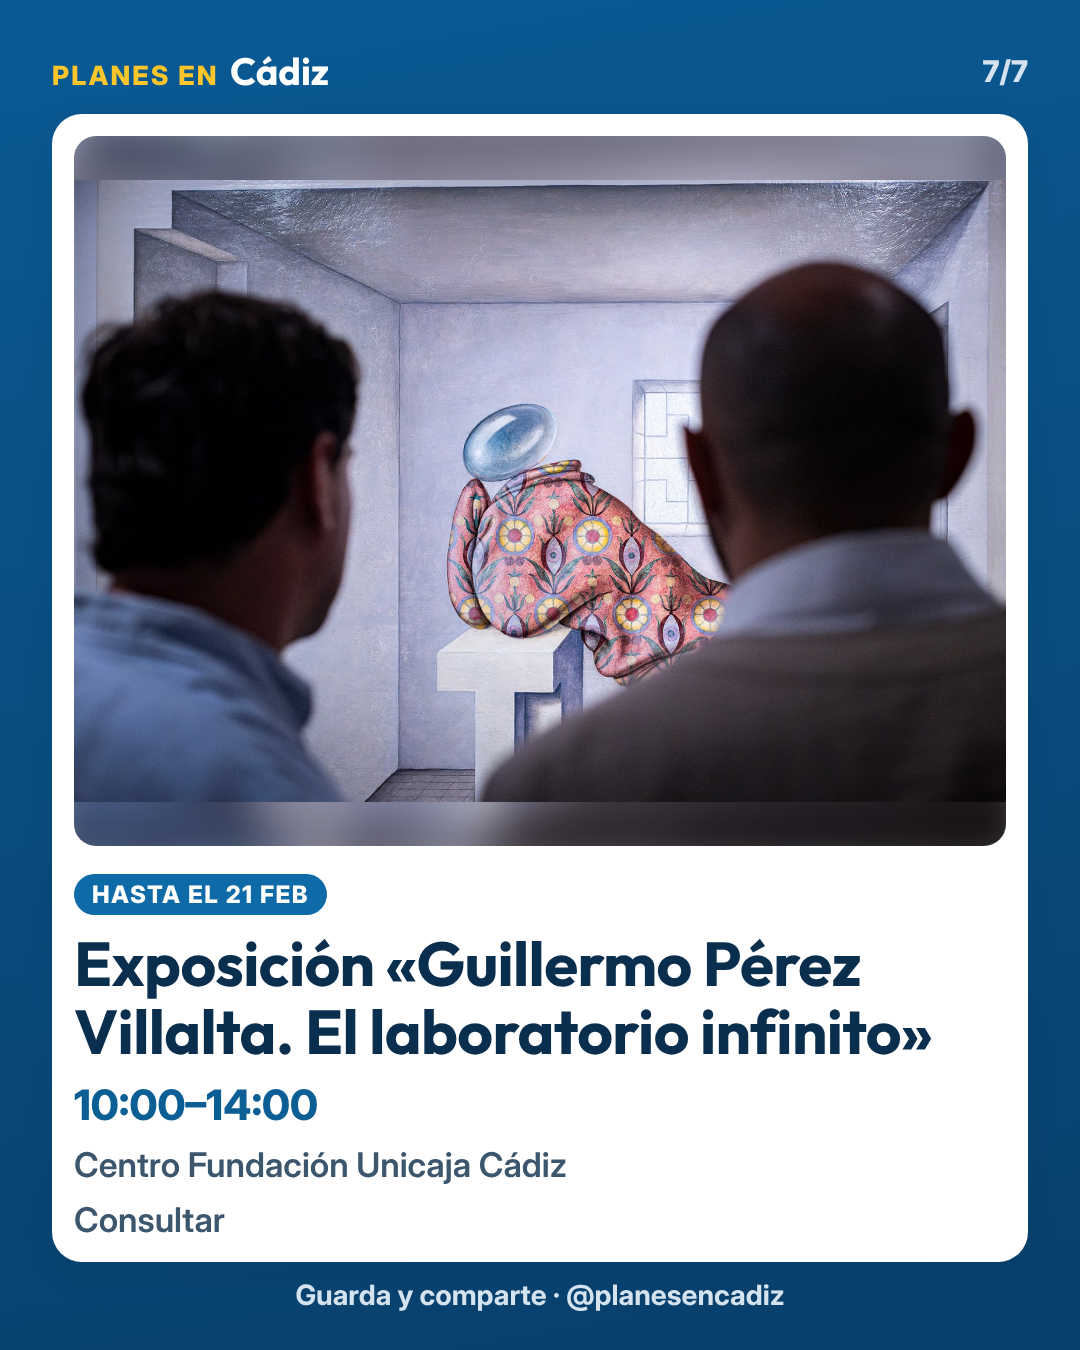 PLANES EN Cádiz
7/7
HASTA EL 21 FEB
Exposición «Guillermo Pérez
Villalta. El laboratorio infinito»
10:00–14:00
Centro Fundación Unicaja Cádiz
Consultar
Guarda y comparte · @planesencadiz